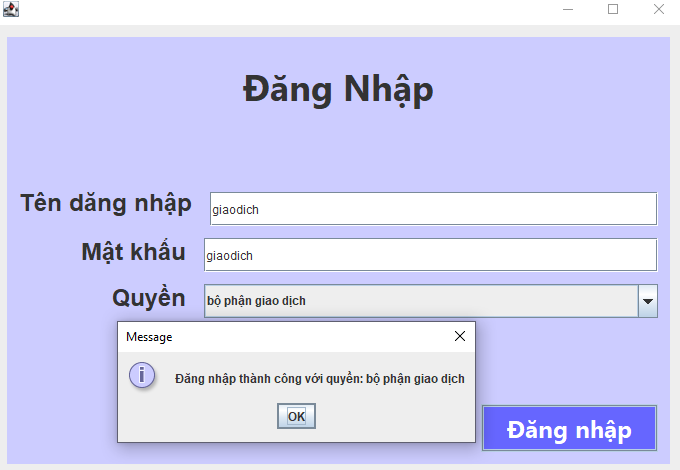 Đăng Nhập
Tên dăng nhập
giaodich
Mật khấu
giaodich
Quyền
bộ phận giao dịch
Message
Đăng nhập thành công với quyền: bộ phận giao dịch
OK
Đăng nhập